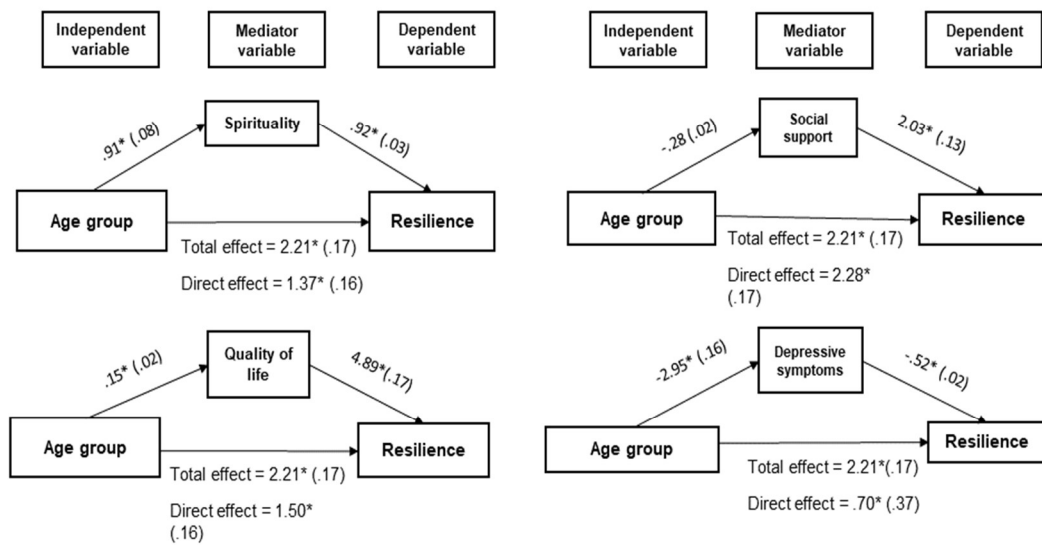 Independent
variable
Mediator
variable
Dependent
variable
Spirituality
.91* (.08)
.92* (.03)
Age group
Resilience
Total effect = 2.21* (.17)
Direct effect = 1.37* (.16)
Independent
variable
Mediator
variable
Dependent
variable
Social
support
-.28 (.02)
2.03* (.13)
Age group
Resilience
Total effect = 2.21* (.17)
Direct effect = 2.28*
(.17)
Quality of
life
.15* (.02)
4.89*(.17)
Age group
Resilience
Total effect = 2.21* (.17)
Direct effect = 1.50*
(.16)
Depressive
symptoms
-2.95* (.16)
-.52* (.02)
Age group
Resilience
Total effect = 2.21*(.17)
Direct effect = .70* (.37)